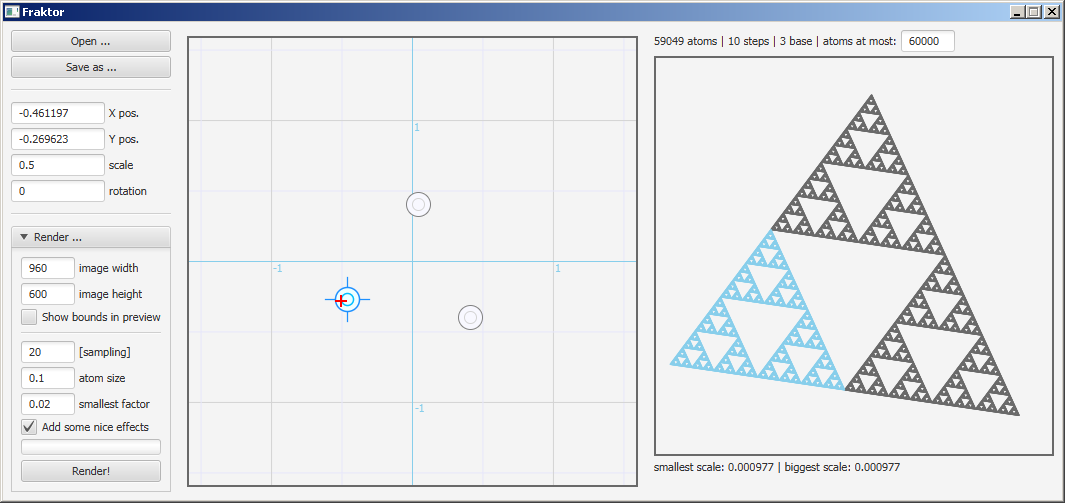 Fraktor
Open ...
Save as ...
-0.461197 X pos.
-0.269623 Y pos.
0.5 scale
0 rotation
Render ...
960 image width
600 image height
Show bounds in preview
20 [sampling]
0.1 atom size
0.02 smallest factor
Add some nice effects
Render!
1
-1
1
-1
59049 atoms | 10 steps | 3 base | atoms at most: 60000
smallest scale: 0.000977 | biggest scale: 0.000977